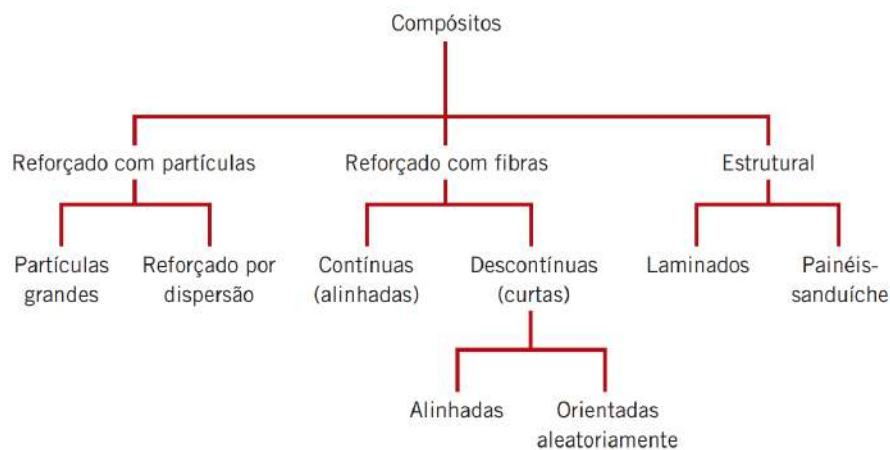 Compósitos
Reforçado com partículas
Reforçado com fibras
Estrutural
Partículas
grandes
Reforçado por
dispersão
Contínuas
(alinhadas)
Descontínuas
(curtas)
Laminados
Painéis-
sanduíche
Alinhadas
Orientadas
aleatoriamente